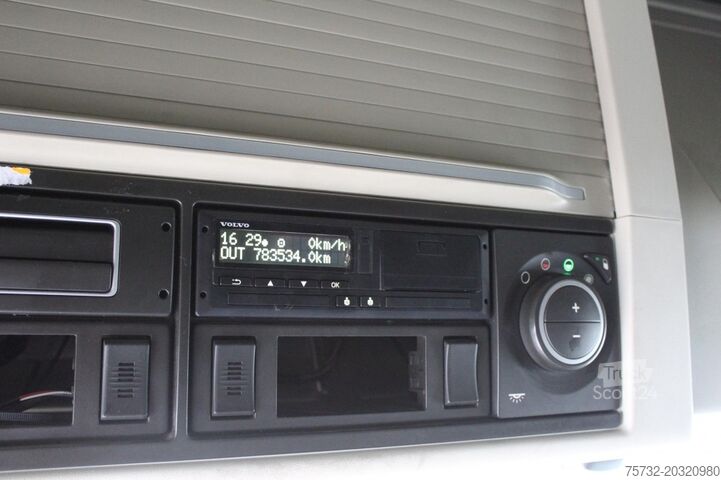 VOLVO
16 29 0km/h
OUT 783534.0km
OK
+
−
Truck
Scout24
75732-20320980